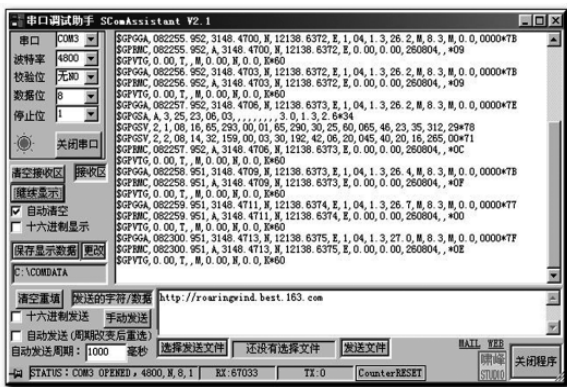 串口调试助手 SComAssistant V2.1
串口 COM3
波特率 4800
校验位 无NO
数据位 8
停止位 1
关闭串口
清空接收区 接收区
继续显示
自动清空
十六进制显示
保存显示数据 更改
C:\COMDATA
$GPGGA,082255.952,3148.4700,N,12138.6372,E,1,04,1.3,26.2,M,8.3,M,0.0,0000*7B
$GPRMC,082255.952,A,3148.4700,N,12138.6372,E,0.00,0.00,260804,,*09
$GPVTG,0.00,T,,M,0.00,N,0.0,K*60
$GPGGA,082256.952,3148.4703,N,12138.6372,E,1,04,1.3,26.2,M,8.3,M,0.0,0000*7B
$GPRMC,082256.952,A,3148.4703,N,12138.6372,E,0.00,0.00,260804,,*09
$GPVTG,0.00,T,,M,0.00,N,0.0,K*60
$GPGGA,082257.952,3148.4706,N,12138.6373,E,1,04,1.3,26.2,M,8.3,M,0.0,0000*7E
$GPGSA,A,3,25,23,06,03,,,,,,,,,3.0,1.3,2.6*34
$GPGSV,2,1,08,16,65,293,00,01,65,290,30,25,60,065,46,23,35,312,29*78
$GPGSV,2,2,08,14,32,159,00,03,30,192,42,06,20,045,40,20,16,265,00*71
$GPRMC,082257.952,A,3148.4706,N,12138.6373,E,0.00,0.00,260804,,*0C
$GPVTG,0.00,T,,M,0.00,N,0.0,K*60
$GPGGA,082258.951,3148.4709,N,12138.6373,E,1,04,1.3,26.4,M,8.3,M,0.0,0000*7B
$GPRMC,082258.951,A,3148.4709,N,12138.6373,E,0.00,0.00,260804,,*0F
$GPVTG,0.00,T,,M,0.00,N,0.0,K*60
$GPGGA,082259.951,3148.4711,N,12138.6374,E,1,04,1.3,26.7,M,8.3,M,0.0,0000*77
$GPRMC,082259.951,A,3148.4711,N,12138.6374,E,0.00,0.00,260804,,*00
$GPVTG,0.00,T,,M,0.00,N,0.0,K*60
$GPGGA,082300.951,3148.4713,N,12138.6375,E,1,04,1.3,27.0,M,8.3,M,0.0,0000*7F
$GPRMC,082300.951,A,3148.4713,N,12138.6375,E,0.00,0.00,260804,,*0E
$GPVTG,0.00,T,,M,0.00,N,0.0,K*60
清空重填 发送的字符/数据 http://roaringwind.best.163.com
十六进制发送 手动发送
自动发送(周期改变后重选)
自动发送周期: 1000 毫秒 选择发送文件 还没有选择文件 发送文件 MAIL WEB
啸峰 STUDIO 关闭程序
STATUS: COM3 OPENED, 4800,N,8,1 RX:67033 TX:0 CounterRESET